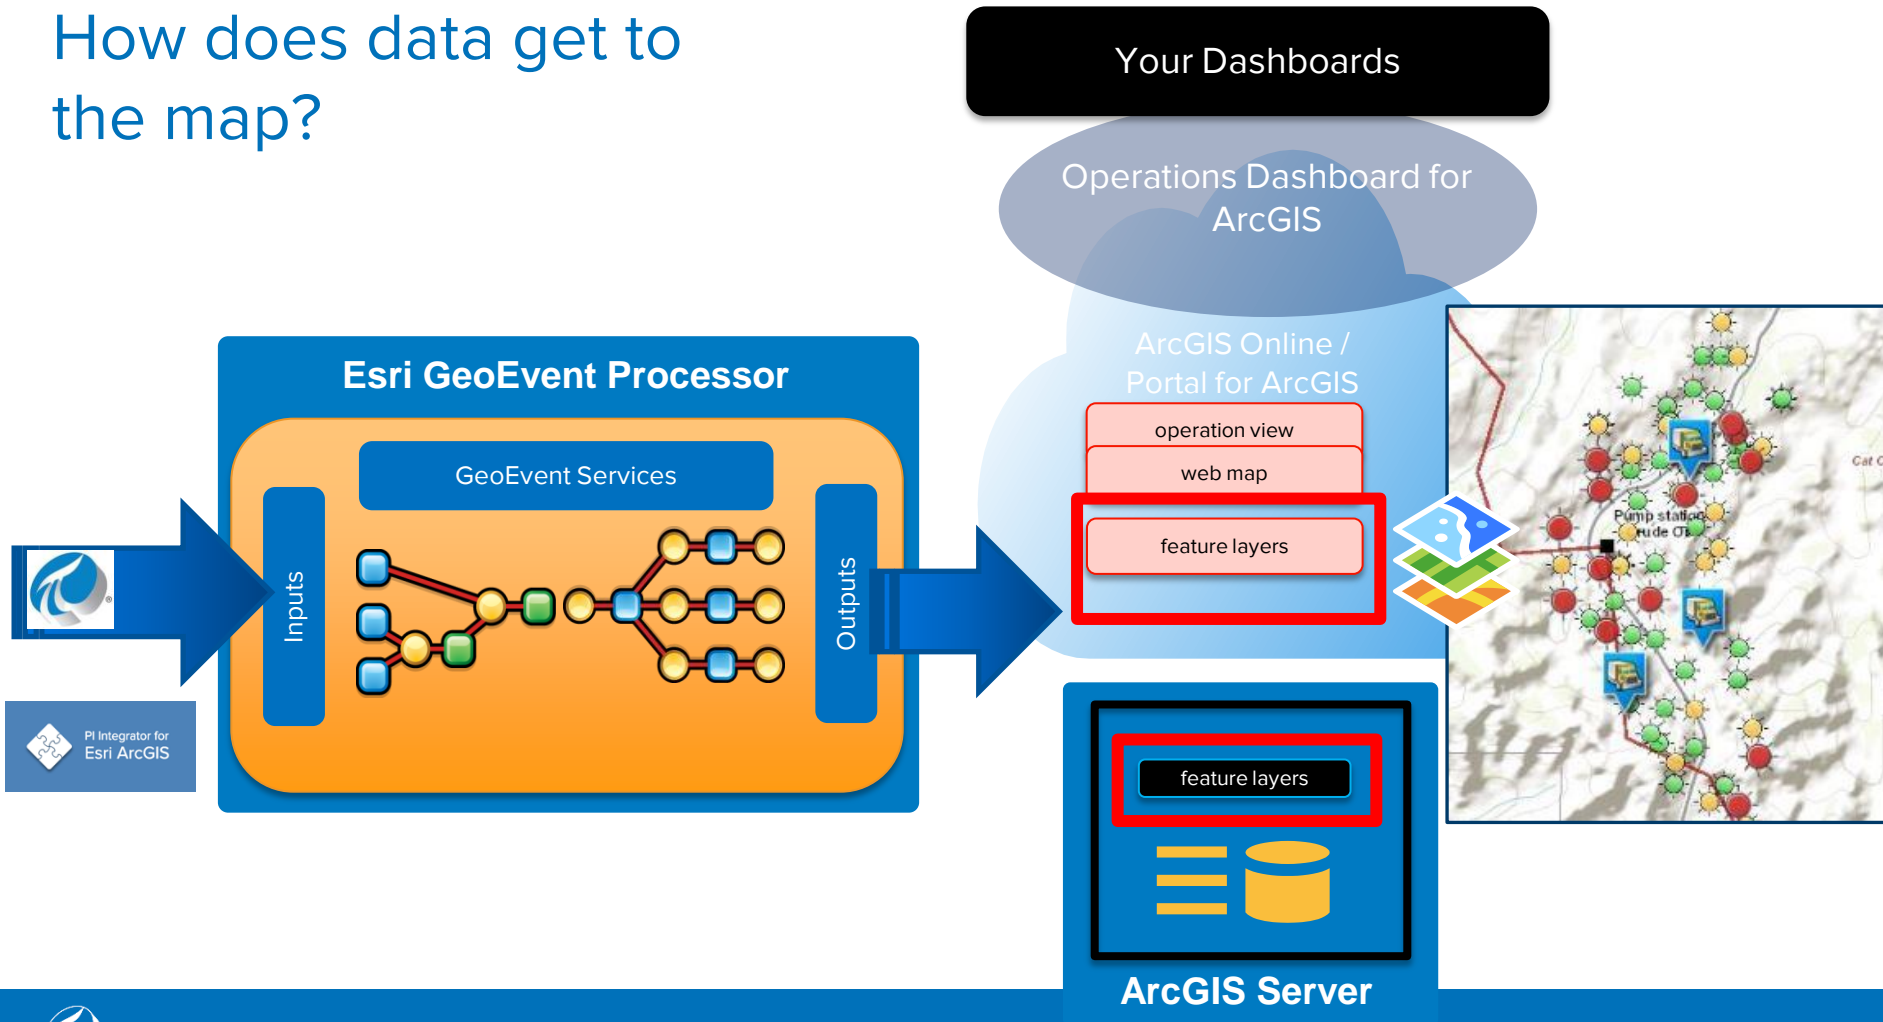 How does data get to
the map?
Your Dashboards
Operations Dashboard for
ArcGIS
ArcGIS Online /
Portal for ArcGIS
operation view
web map
feature layers
Esri GeoEvent Processor
GeoEvent Services
Inputs
Outputs
PI Integrator for
Esri ArcGIS
Pump station
Cat
feature layers
ArcGIS Server